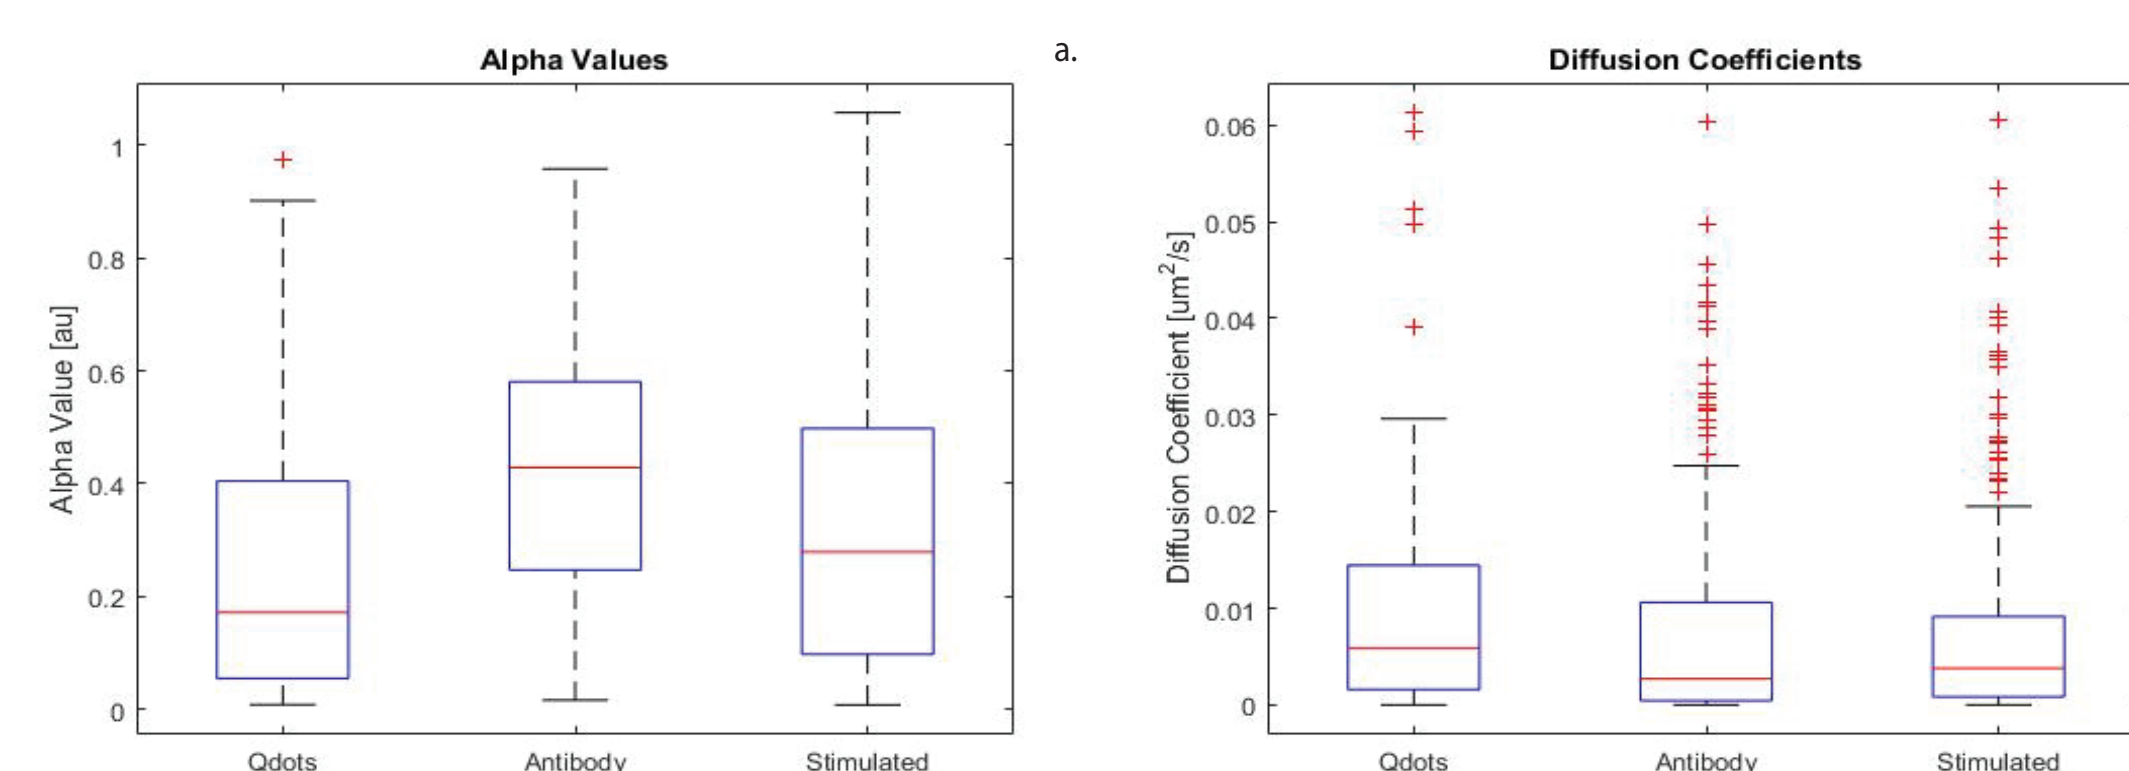 Alpha Values
Alpha Value [au]
1
0.8
0.6
0.4
0.2
0
Qdots Antibody Stimulated
a.
Diffusion Coefficients
Diffusion Coefficient [um²/s]
0.06
0.05
0.04
0.03
0.02
0.01
0
Qdots Antibody Stimulated